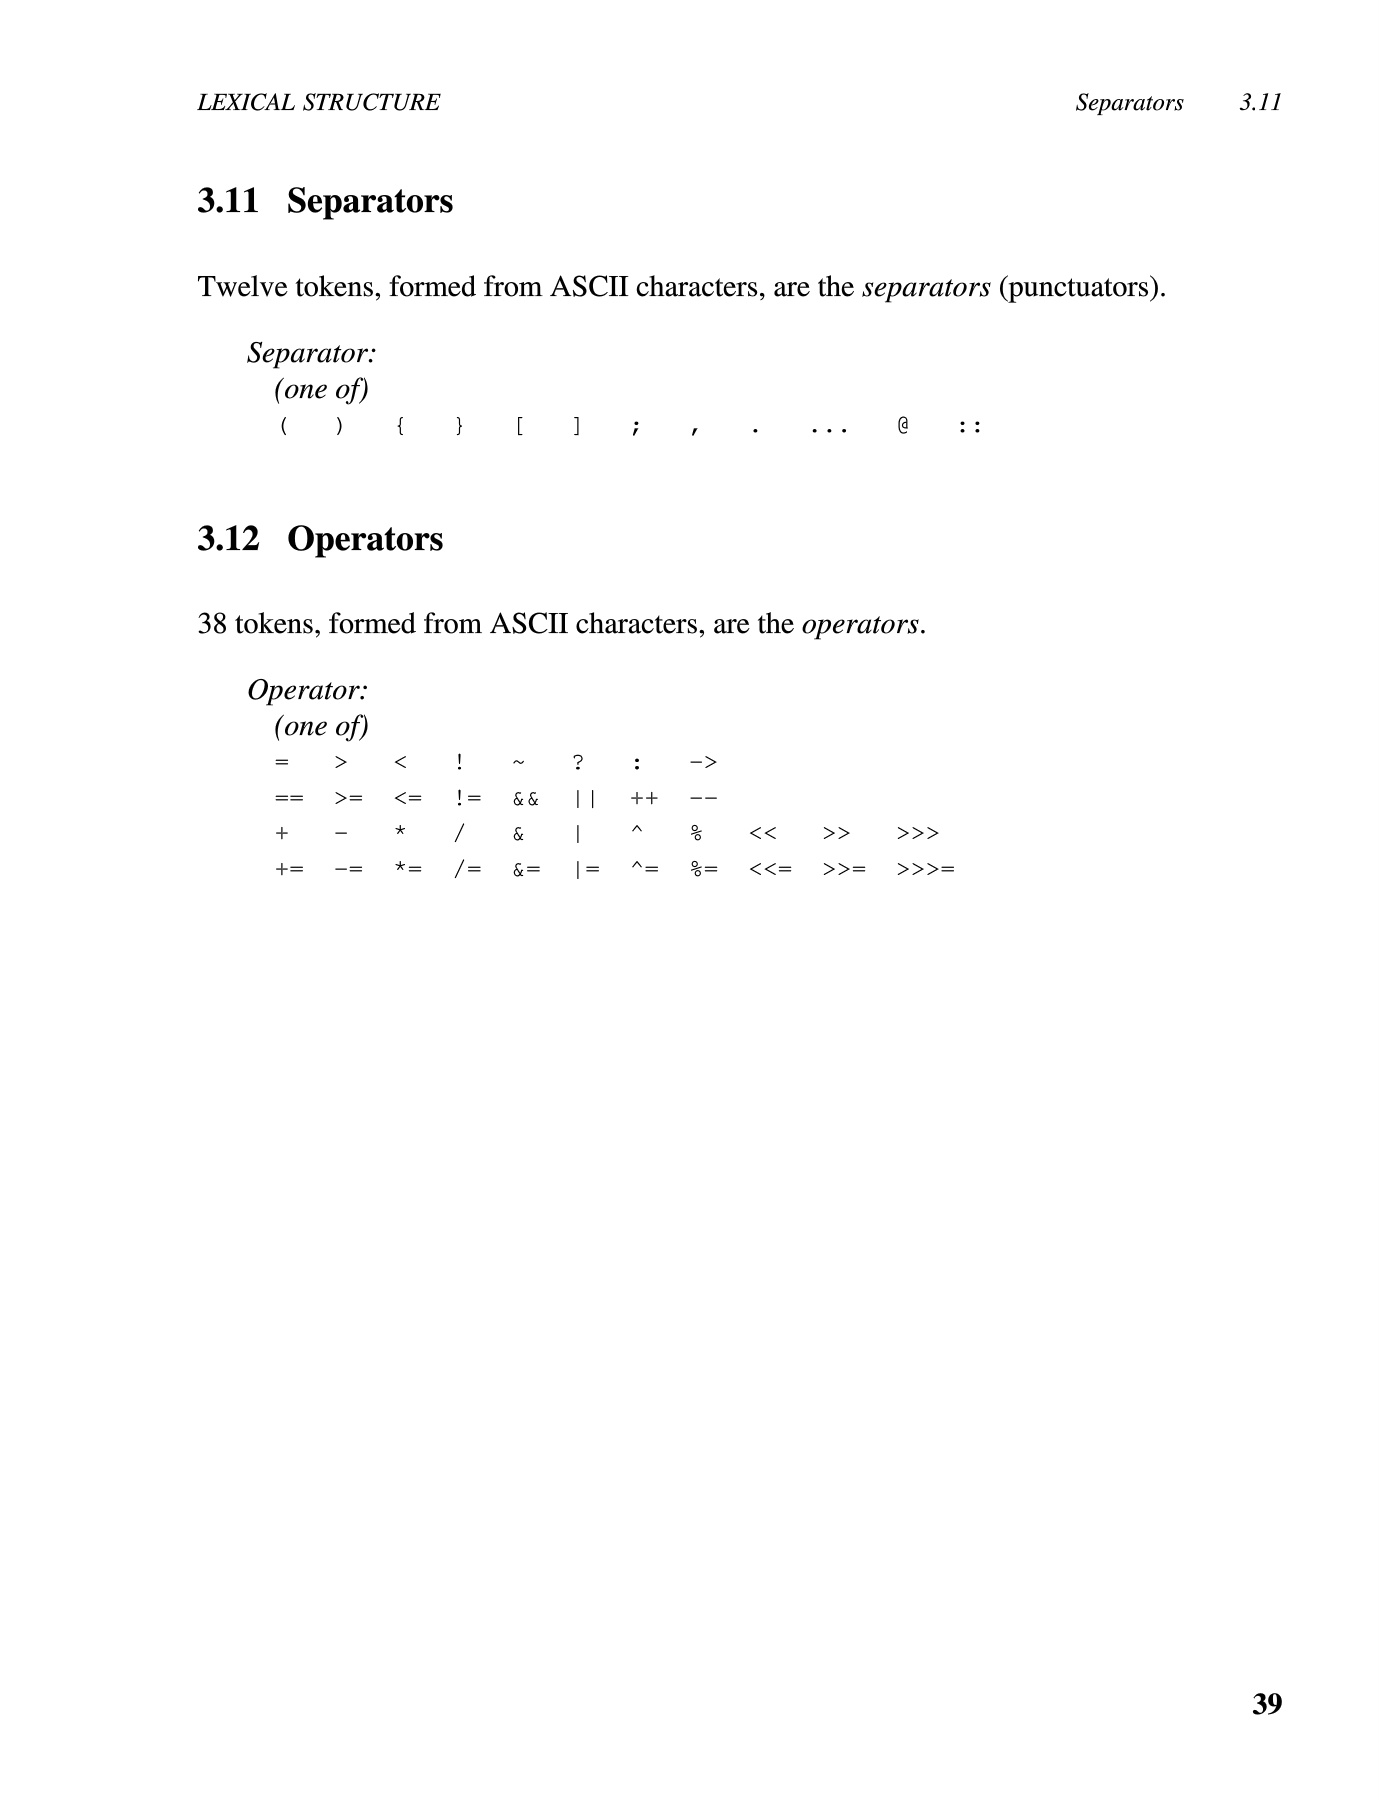 LEXICAL STRUCTURE Separators 3.11
3.11 Separators
Twelve tokens, formed from ASCII characters, are the separators (punctuators).
Separator:
(one of)
( ) { } [ ] ; , . ... @ ::
3.12 Operators
38 tokens, formed from ASCII characters, are the operators.
Operator:
(one of)
= > < ! ~ ? : ->
== >= <= != && || ++ --
+ - * / & | ^ % << >> >>>
+= -= *= /= &= |= ^= %= <<= >>= >>>=
39